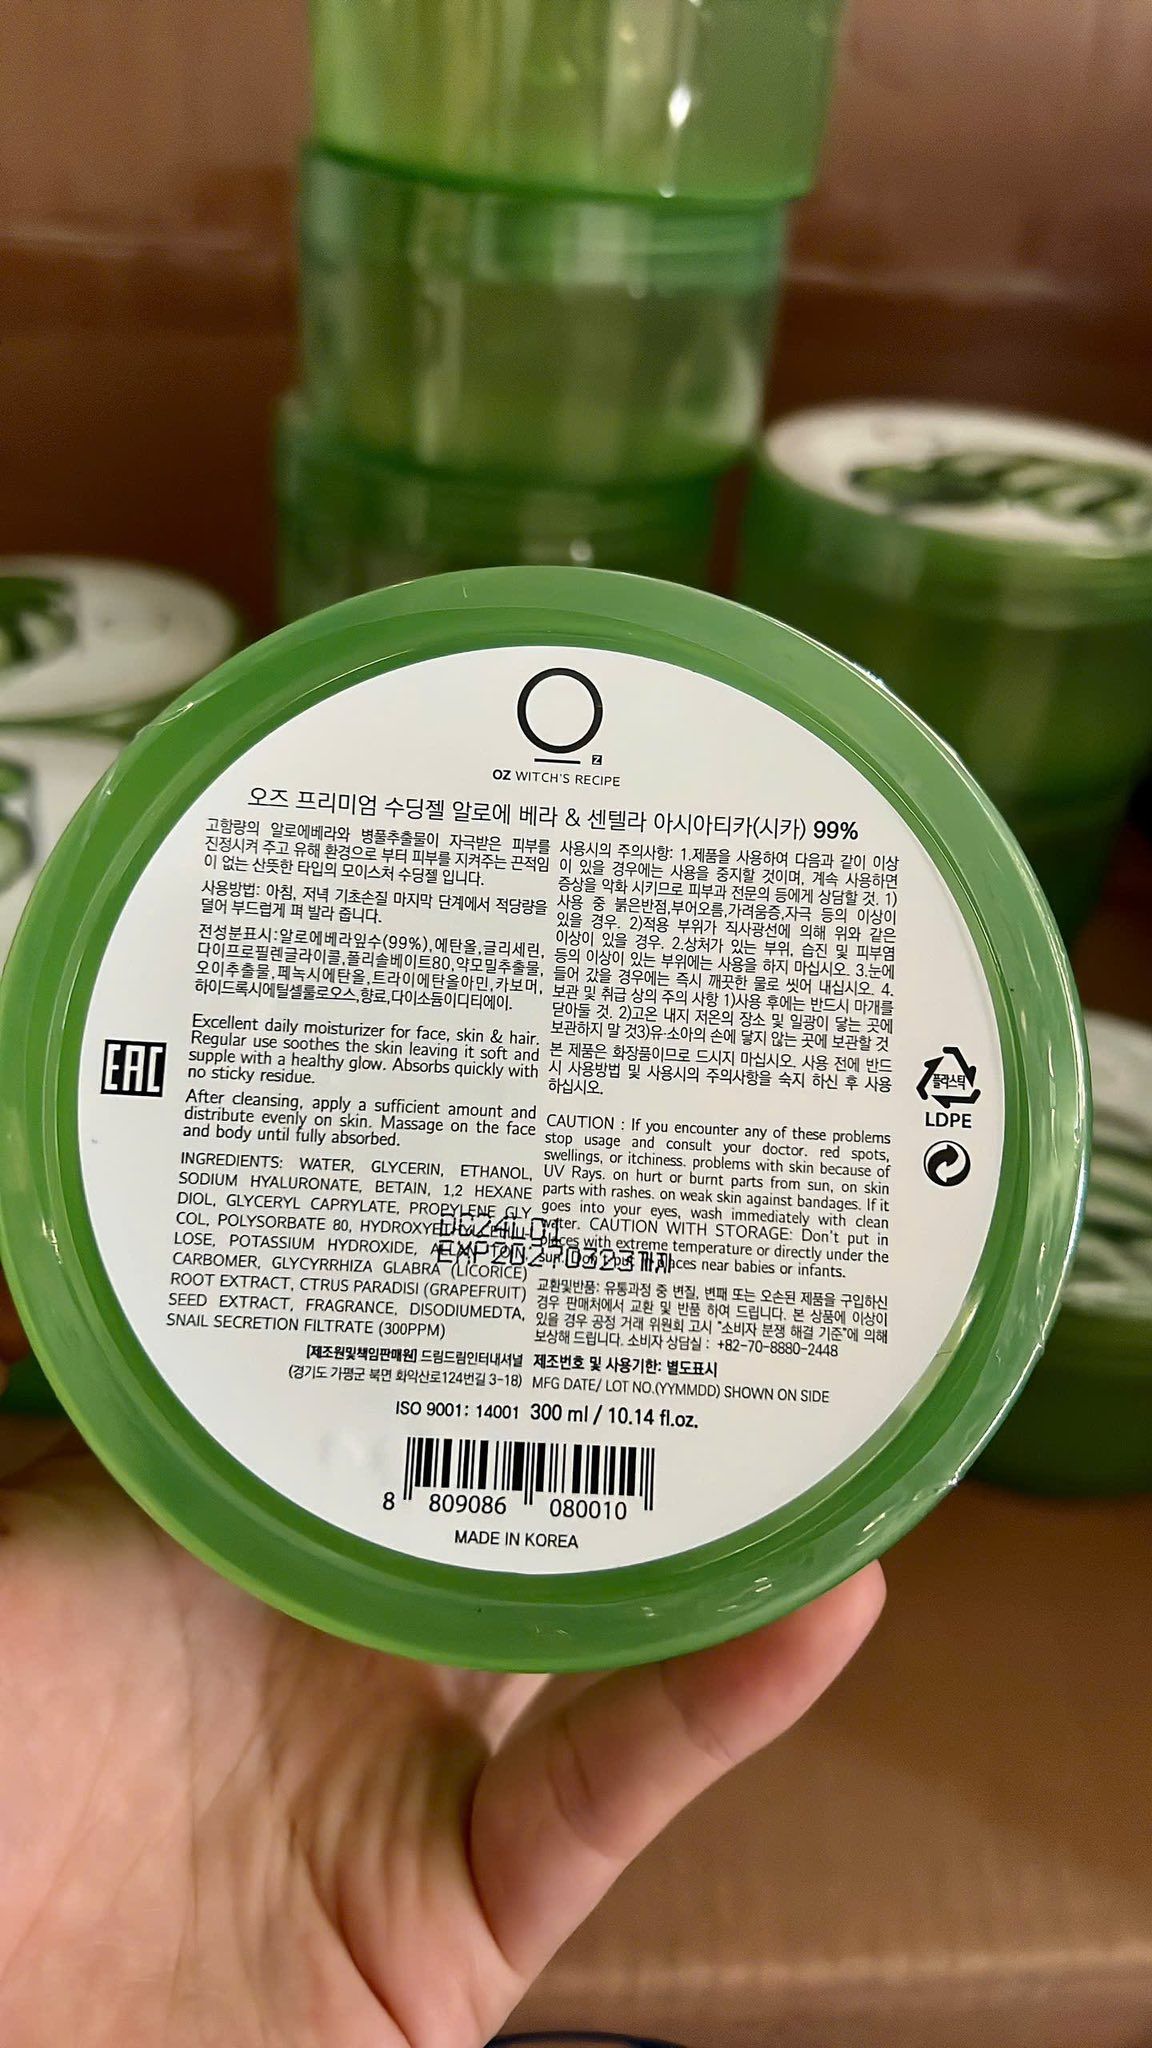 OZ WITCH'S RECIPE
오즈 프리미엄 수딩젤 알로에 베라 & 센텔라 아시아티카(시카) 99%
고함량의 알로에베라와 병풀추출물이 자극받은 피부를
진정시켜 주고 유해 환경으로 부터 피부를 지켜주는 끈적임
이 없는 산뜻한 타입의 모이스처 수딩젤 입니다.
사용방법: 아침, 저녁 기초손질 마지막 단계에서 적당량을
덜어 부드럽게 펴 발라 줍니다.
전성분표시:알로에베라잎수(99%),에탄올,글리세린,
다이프로필렌글라이콜,폴리솔베이트80,약모밀추출물,
오이추출물,페녹시에탄올,트라이에탄올아민,카보머,
하이드록시에틸셀룰로오스,향료,다이소듐이디티에이.
Excellent daily moisturizer for face, skin & hair.
Regular use soothes the skin leaving it soft and
supple with a healthy glow. Absorbs quickly with
no sticky residue.
After cleansing, apply a sufficient amount and
distribute evenly on skin. Massage on the face
and body until fully absorbed.
INGREDIENTS: WATER, GLYCERIN, ETHANOL,
SODIUM HYALURONATE, BETAIN, 1,2 HEXANE
DIOL, GLYCERYL CAPRYLATE, PROPYLENE GLY
COL, POLYSORBATE 80,
LOSE, POTASSIUM HYDROXIDE,
CARBOMER, GLYCYRRHIZA GLABRA (LICORICE)
ROOT EXTRACT, CTRUS PARADISI (GRAPEFRUIT)
SEED EXTRACT, FRAGRANCE, DISODIUMEDTA,
SNAIL SECRETION FILTRATE (300PPM)
사용시의 주의사항: 1.제품을 사용하여 다음과 같이 이상
이 있을 경우에는 사용을 중지할 것이며, 계속 사용하면
증상을 악화 시키므로 피부과 전문의 등에게 상담할 것. 1)
사용 중 붉은반점,부어오름,가려움증,자극 등의 이상이
있을 경우. 2)적용 부위가 직사광선에 의해 위와 같은
이상이 있을 경우. 2.상처가 있는 부위, 습진 및 피부염
등의 이상이 있는 부위에는 사용을 하지 마십시오. 3.눈에
들어 갔을 경우에는 즉시 깨끗한 물로 씻어 내십시오. 4.
보관 및 취급 상의 주의 사항 1)사용 후에는 반드시 마개를
닫아둘 것. 2)고온 내지 저온의 장소 및 일광이 닿는 곳에
보관하지 말 것3)유·소아의 손에 닿지 않는 곳에 보관할 것
본 제품은 화장품이므로 드시지 마십시오. 사용 전에 반드
시 사용방법 및 사용시의 주의사항을 숙지 하신 후 사용
하십시오.
CAUTION : If you encounter any of these problems
stop usage and consult your doctor. red spots,
swellings, or itchiness. problems with skin because of
UV Rays. on hurt or burnt parts from sun, on skin
parts with rashes. on weak skin against bandages. If it
goes into your eyes, wash immediately with clean
water. CAUTION WITH STORAGE: Don't put in
with extreme temperature or directly under the
near babies or infants.
EXP 20270323까지
교환및반품: 유통과정 중 변질, 변패 또는 오손된 제품을 구입하신
경우 판매처에서 교환 및 반품 하여 드립니다. 본 상품에 이상이
있을 경우 공정 거래 위원회 고시 "소비자 분쟁 해결 기준"에 의해
보상해 드립니다. 소비자 상담실 : +82-70-8880-2448
EAC
플라스틱
LDPE
[제조원및책임판매원] 드림드림인터내셔널
(경기도 가평군 북면 화악산로124번길 3-18)
제조번호 및 사용기한: 별도표시
MFG DATE/ LOT NO.(YYMMDD) SHOWN ON SIDE
ISO 9001: 14001 300 ml / 10.14 fl.oz.
8 809086 080010
MADE IN KOREA